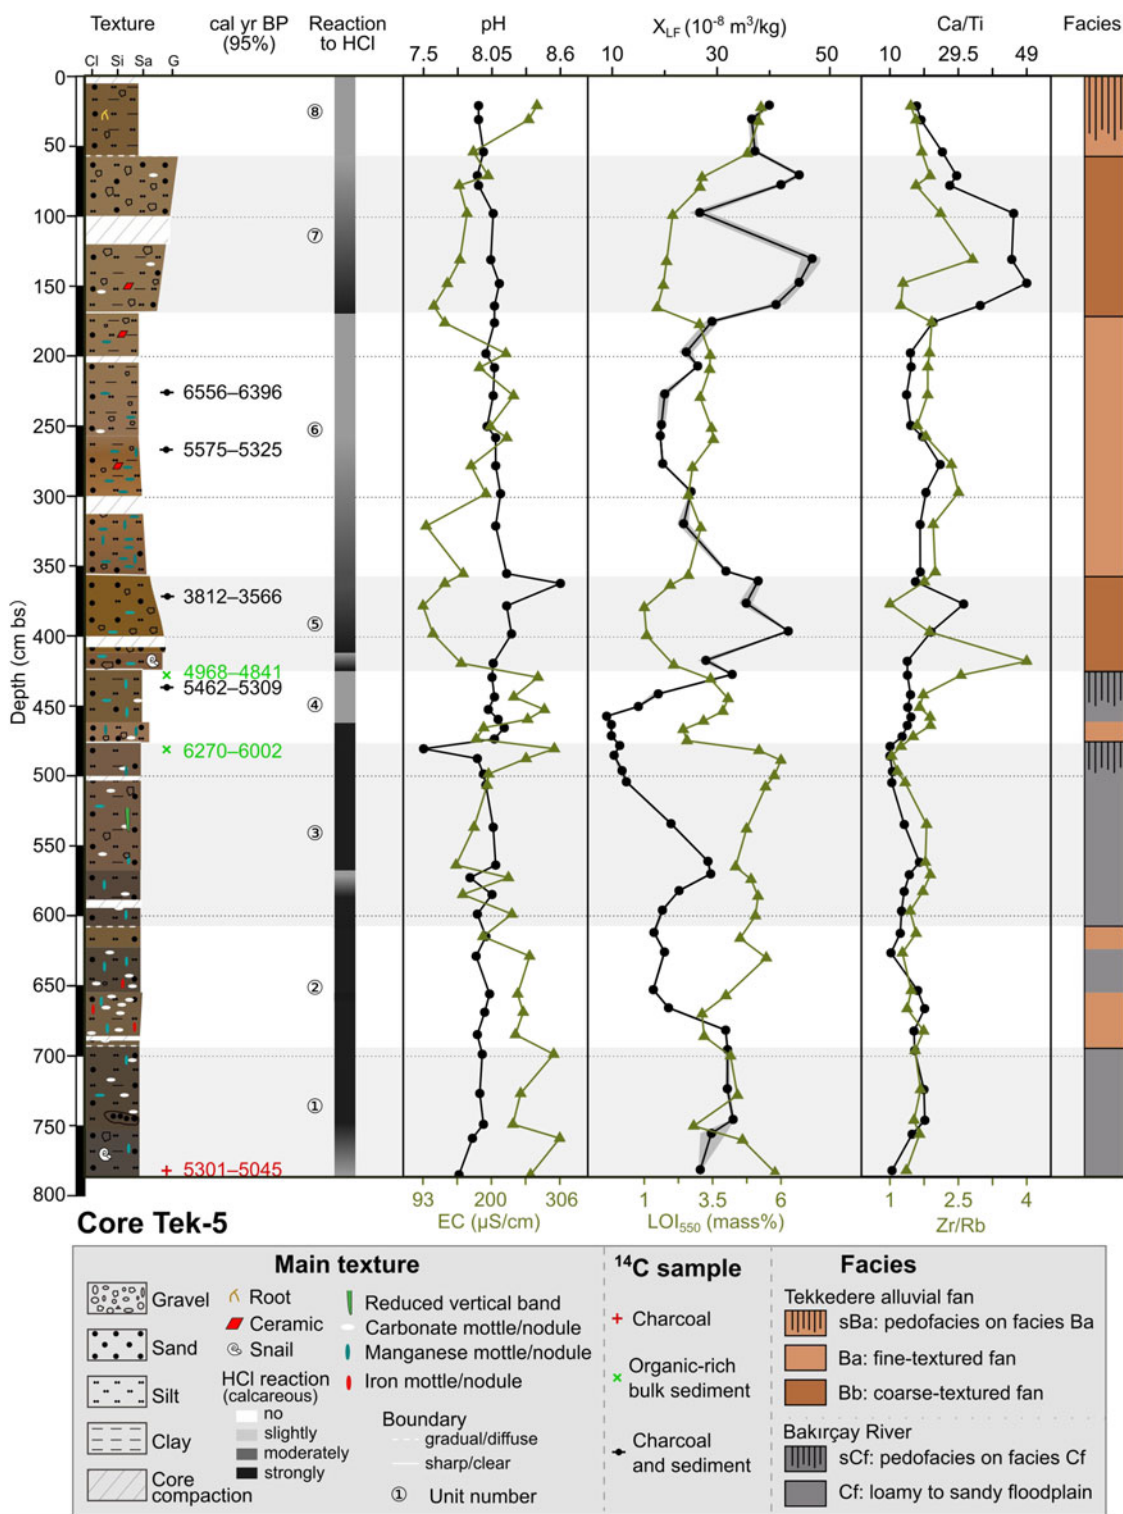 Texture cal yr BP Reaction pH X_LF (10⁻⁸ m³/kg) Ca/Ti Facies
(95%) to HCl
Cl Si Sa G 7.5 8.05 8.6 10 30 50 10 29.5 49
0
⑧
50
100
⑦
150
200
6556–6396
250
⑥
5575–5325
300
350
3812–3566
⑤
400
4968–4841
5462–5309
④
450
6270–6002
500
③
550
600
650
②
700
①
750
5301–5045
800
Depth (cm bs)
93 200 306 1 3.5 6 1 2.5 4
Core Tek-5 EC (µS/cm) LOI₅₅₀ (mass%) Zr/Rb
Main texture
Gravel
Sand
Silt
Clay
Core
compaction
Root
Ceramic
Snail
HCl reaction
(calcareous)
no
slightly
moderately
strongly
Reduced vertical band
Carbonate mottle/nodule
Manganese mottle/nodule
Iron mottle/nodule
Boundary
gradual/diffuse
sharp/clear
① Unit number
¹⁴C sample
Charcoal
Organic-rich
bulk sediment
Charcoal
and sediment
Facies
Tekkedere alluvial fan
sBa: pedofacies on facies Ba
Ba: fine-textured fan
Bb: coarse-textured fan
Bakırçay River
sCf: pedofacies on facies Cf
Cf: loamy to sandy floodplain